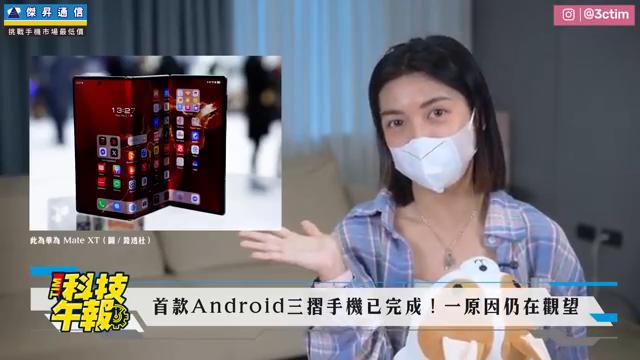 傑昇通信
挑戰手機市場最低價
@3ctim
13:27
此為華為 Mate XT（圖 / 路透社）
科技
午報
首款Android三摺手機已完成！一原因仍在觀望